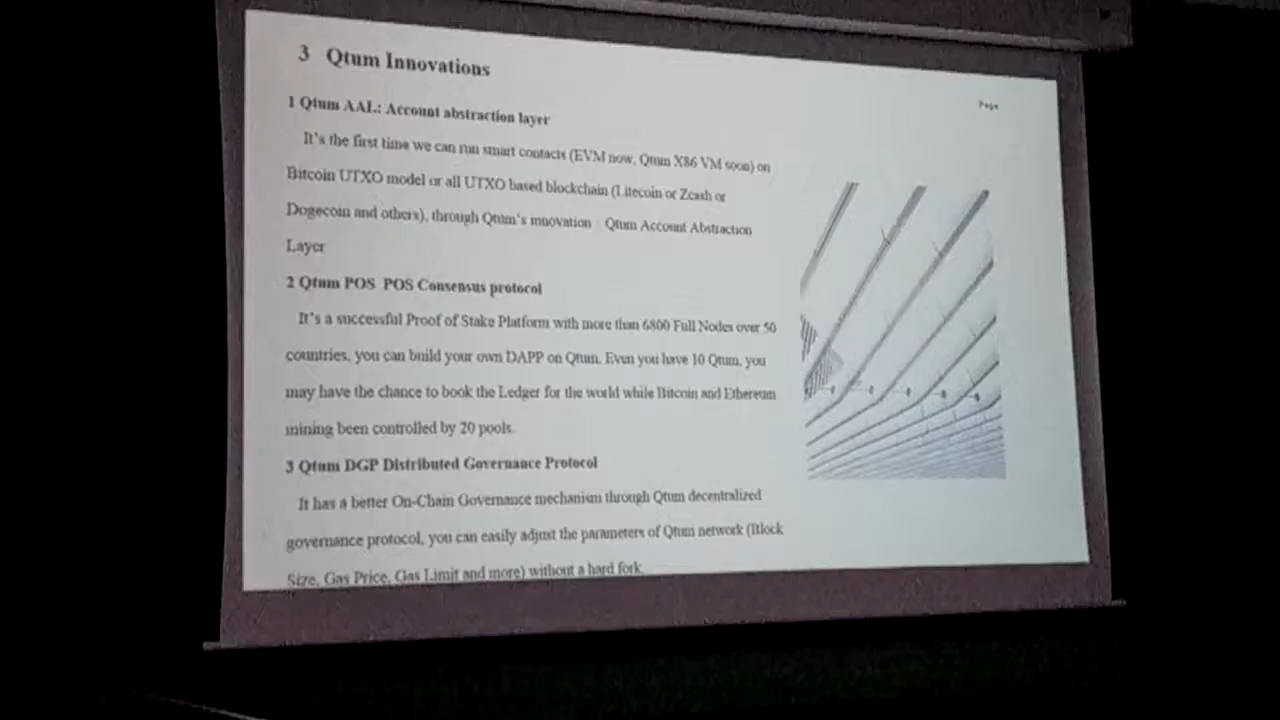 3 Qtum Innovations
Page
1 Qtum AAL: Account abstraction layer
It's the first time we can run smart contacts (EVM now, Qtum X86 VM soon) on
Bitcoin UTXO model or all UTXO based blockchain (Litecoin or Zcash or
Dogecoin and others), through Qtum's innovation Qtum Account Abstraction
Layer
2 Qtum POS POS Consensus protocol
It's a successful Proof of Stake Platform with more than 6800 Full Nodes over 50
countries, you can build your own DAPP on Qtum. Even you have 10 Qtum, you
may have the chance to book the Ledger for the world while Bitcoin and Ethereum
mining been controlled by 20 pools.
3 Qtum DGP Distributed Governance Protocol
It has a better On-Chain Governance mechanism through Qtum decentralized
governance protocol, you can easily adjust the parameters of Qtum network (Block
Size, Gas Price, Gas Limit and more) without a hard fork.